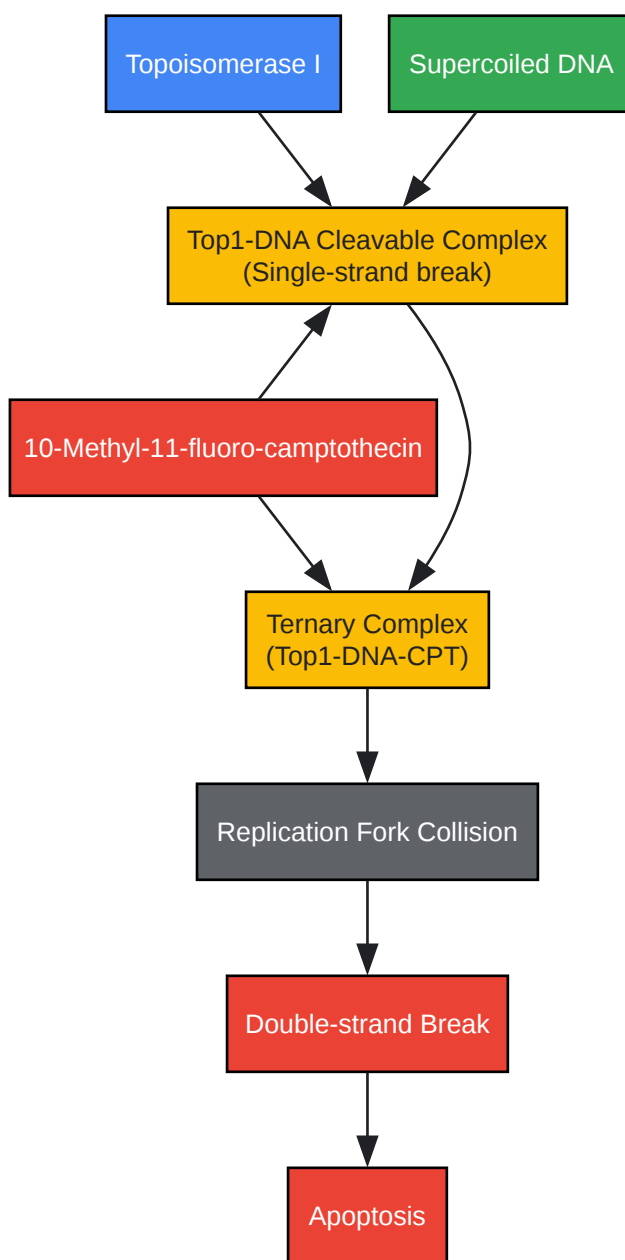 Topoisomerase I
Supercoiled DNA
Top1-DNA Cleavable Complex
(Single-strand break)
10-Methyl-11-fluoro-camptothecin
Ternary Complex
(Top1-DNA-CPT)
Replication Fork Collision
Double-strand Break
Apoptosis